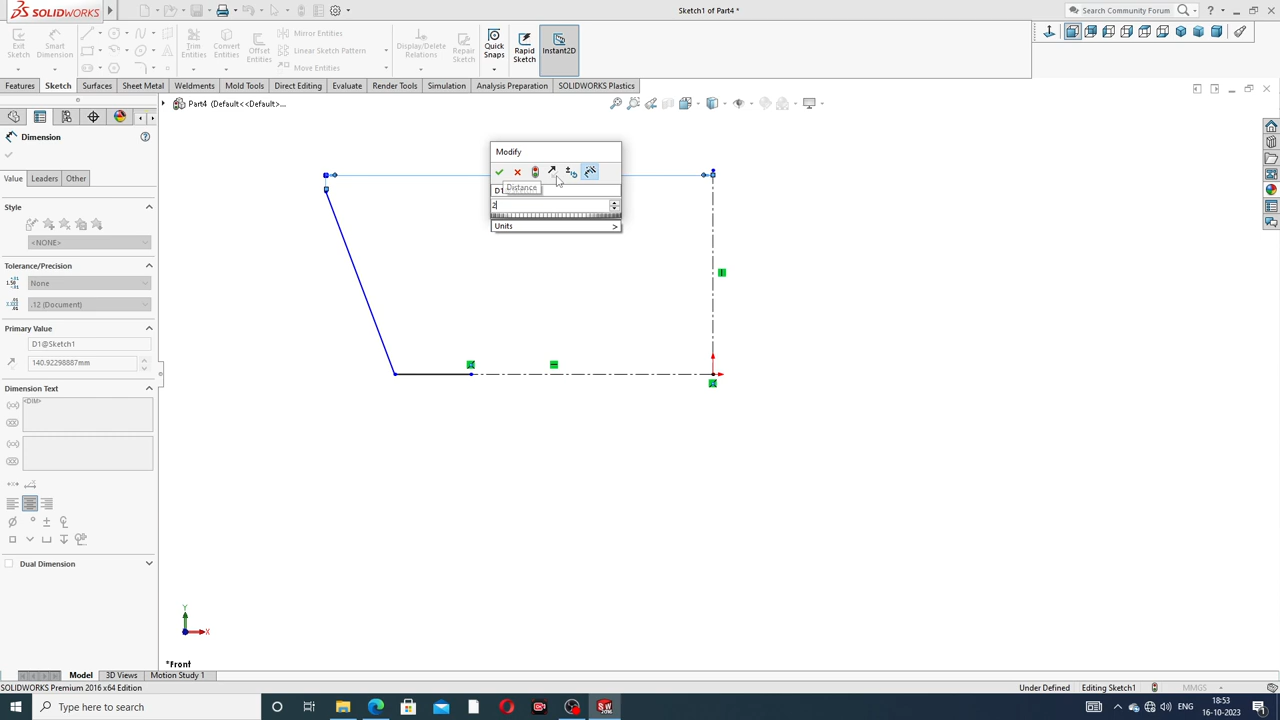 SOLIDWORKS
Sketch1 of Part4 *
Search Community Forum
Exit Sketch
Smart Dimension
Trim Entities
Convert Entities
Offset Entities
Mirror Entities
Linear Sketch Pattern
Move Entities
Display/Delete Relations
Repair Sketch
Quick Snaps
Rapid Sketch
Instant2D
Features
Sketch
Surfaces
Sheet Metal
Weldments
Mold Tools
Direct Editing
Evaluate
Render Tools
Simulation
Analysis Preparation
SOLIDWORKS Plastics
Part4 (Default<<Default>...
Dimension
Value
Leaders
Other
Style
<NONE>
Tolerance/Precision
None
.12 (Document)
Primary Value
D1@Sketch1
140.92298887mm
Dimension Text
<DIM>
Dual Dimension
Modify
Distance
D1
2
Units
Y
X
*Front
Model
3D Views
Motion Study 1
SOLIDWORKS Premium 2016 x64 Edition
Under Defined
Editing Sketch1
MMGS
Type here to search
ENG
18:53
16-10-2023